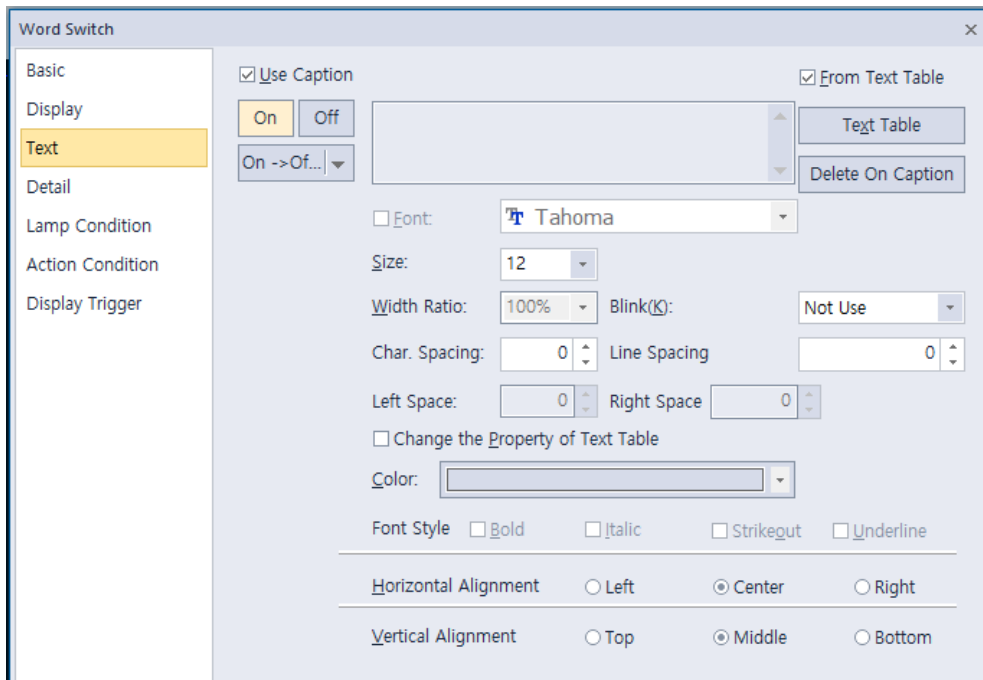 Word Switch
Basic
Display
Text
Detail
Lamp Condition
Action Condition
Display Trigger
Use Caption
From Text Table
On Off
Text Table
On ->Of...
Delete On Caption
Font: Tahoma
Size: 12
Width Ratio: 100% Blink(K): Not Use
Char. Spacing: 0 Line Spacing 0
Left Space: 0 Right Space 0
Change the Property of Text Table
Color:
Font Style Bold Italic Strikeout Underline
Horizontal Alignment Left Center Right
Vertical Alignment Top Middle Bottom